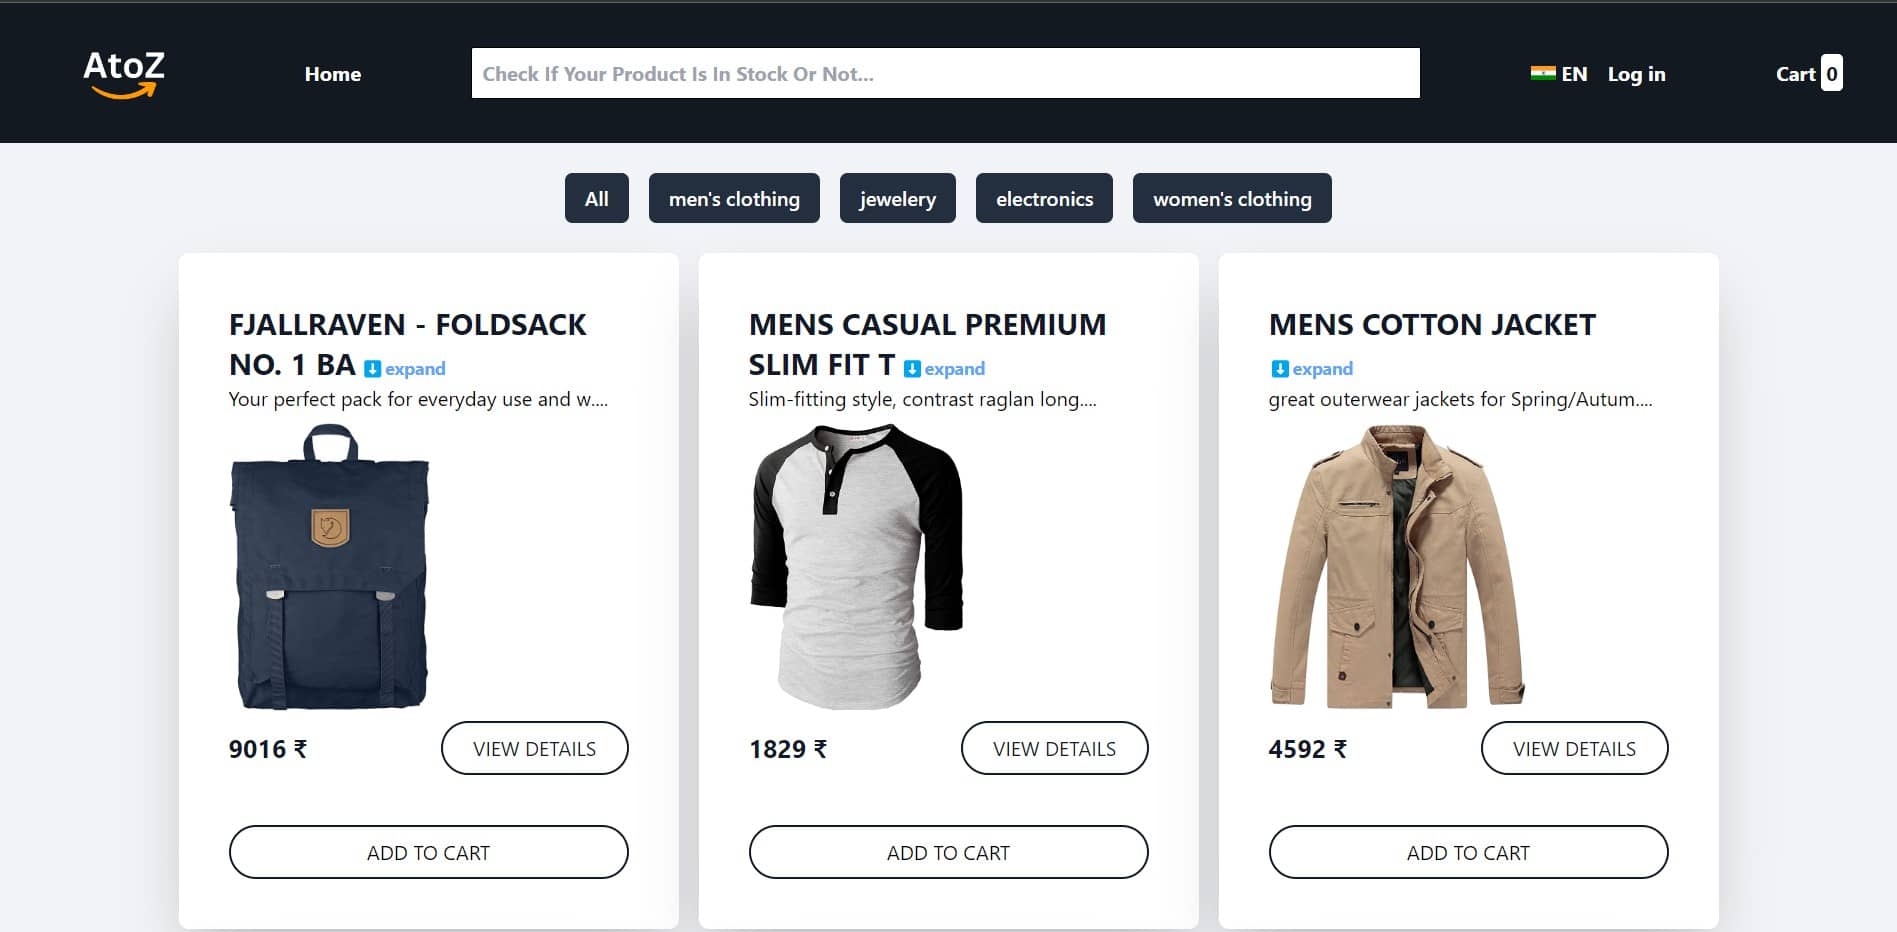 AtoZ
Home
Check If Your Product Is In Stock Or Not...
EN
Log in
Cart 0
All
men's clothing
jewelery
electronics
women's clothing
FJALLRAVEN - FOLDSACK
NO. 1 BA expand
Your perfect pack for everyday use and w....
9016 ₹
VIEW DETAILS
ADD TO CART
MENS CASUAL PREMIUM
SLIM FIT T expand
Slim-fitting style, contrast raglan long....
1829 ₹
VIEW DETAILS
ADD TO CART
MENS COTTON JACKET
expand
great outerwear jackets for Spring/Autum....
4592 ₹
VIEW DETAILS
ADD TO CART